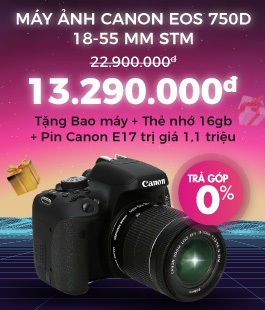 MÁY ẢNH CANON EOS 750D
18-55 MM STM
22.900.000đ
13.290.000đ
Tặng Bao máy + Thẻ nhớ 16gb
+ Pin Canon E17 trị giá 1,1 triệu
TRẢ GÓP
0%
Canon